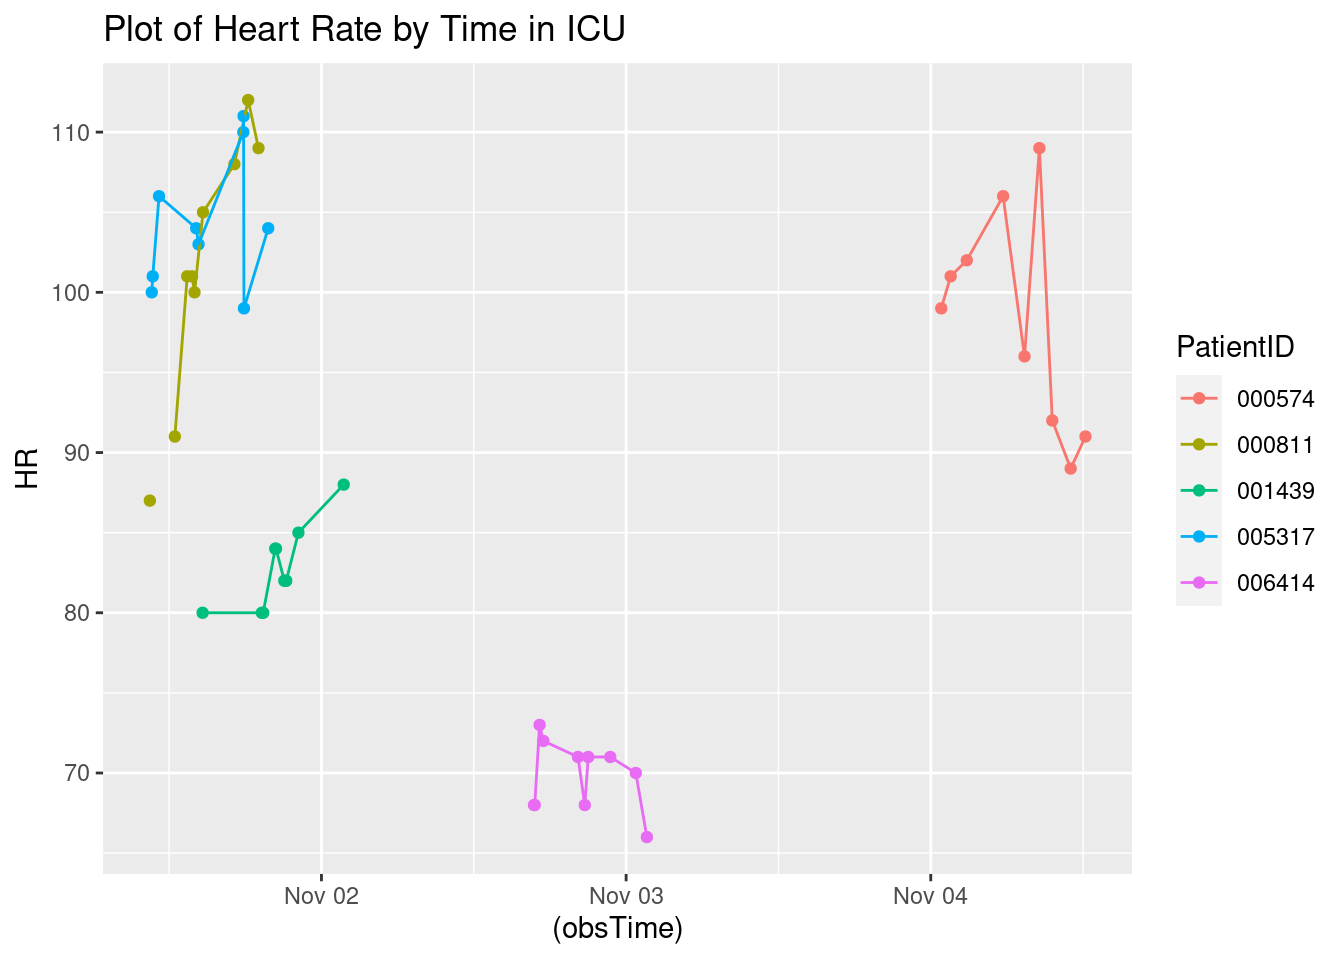 Plot of Heart Rate by Time in ICU
110
100
90
80
70
HR
Nov 02
Nov 03
Nov 04
(obsTime)
PatientID
000574
000811
001439
005317
006414